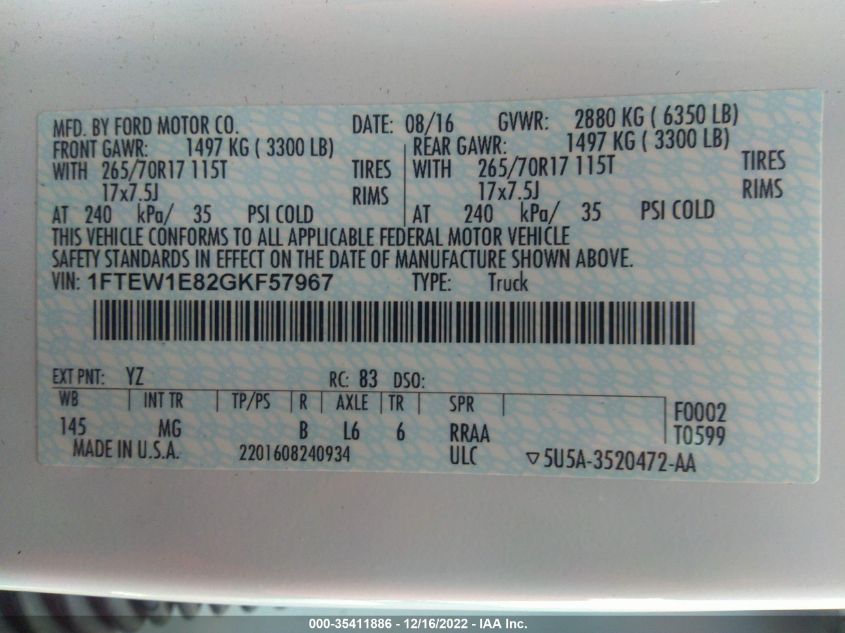 MFD. BY FORD MOTOR CO. DATE: 08/16 GVWR: 2880 KG ( 6350 LB)
FRONT GAWR: 1497 KG ( 3300 LB) REAR GAWR: 1497 KG ( 3300 LB)
WITH 265/70R17 115T TIRES WITH 265/70R17 115T TIRES
17x7.5J RIMS 17x7.5J RIMS
AT 240 kPa/ 35 PSI COLD AT 240 kPa/ 35 PSI COLD
THIS VEHICLE CONFORMS TO ALL APPLICABLE FEDERAL MOTOR VEHICLE
SAFETY STANDARDS IN EFFECT ON THE DATE OF MANUFACTURE SHOWN ABOVE.
VIN: 1FTEW1E82GKF57967 TYPE: Truck
EXT PNT: YZ RC: 83 DSO:
WB INT TR TP/PS R AXLE TR SPR F0002
145 MG B L6 6 RRAA T0599
MADE IN U.S.A. 2201608240934 ULC ▽5U5A-3520472-AA
000-35411886 - 12/16/2022 - IAA Inc.